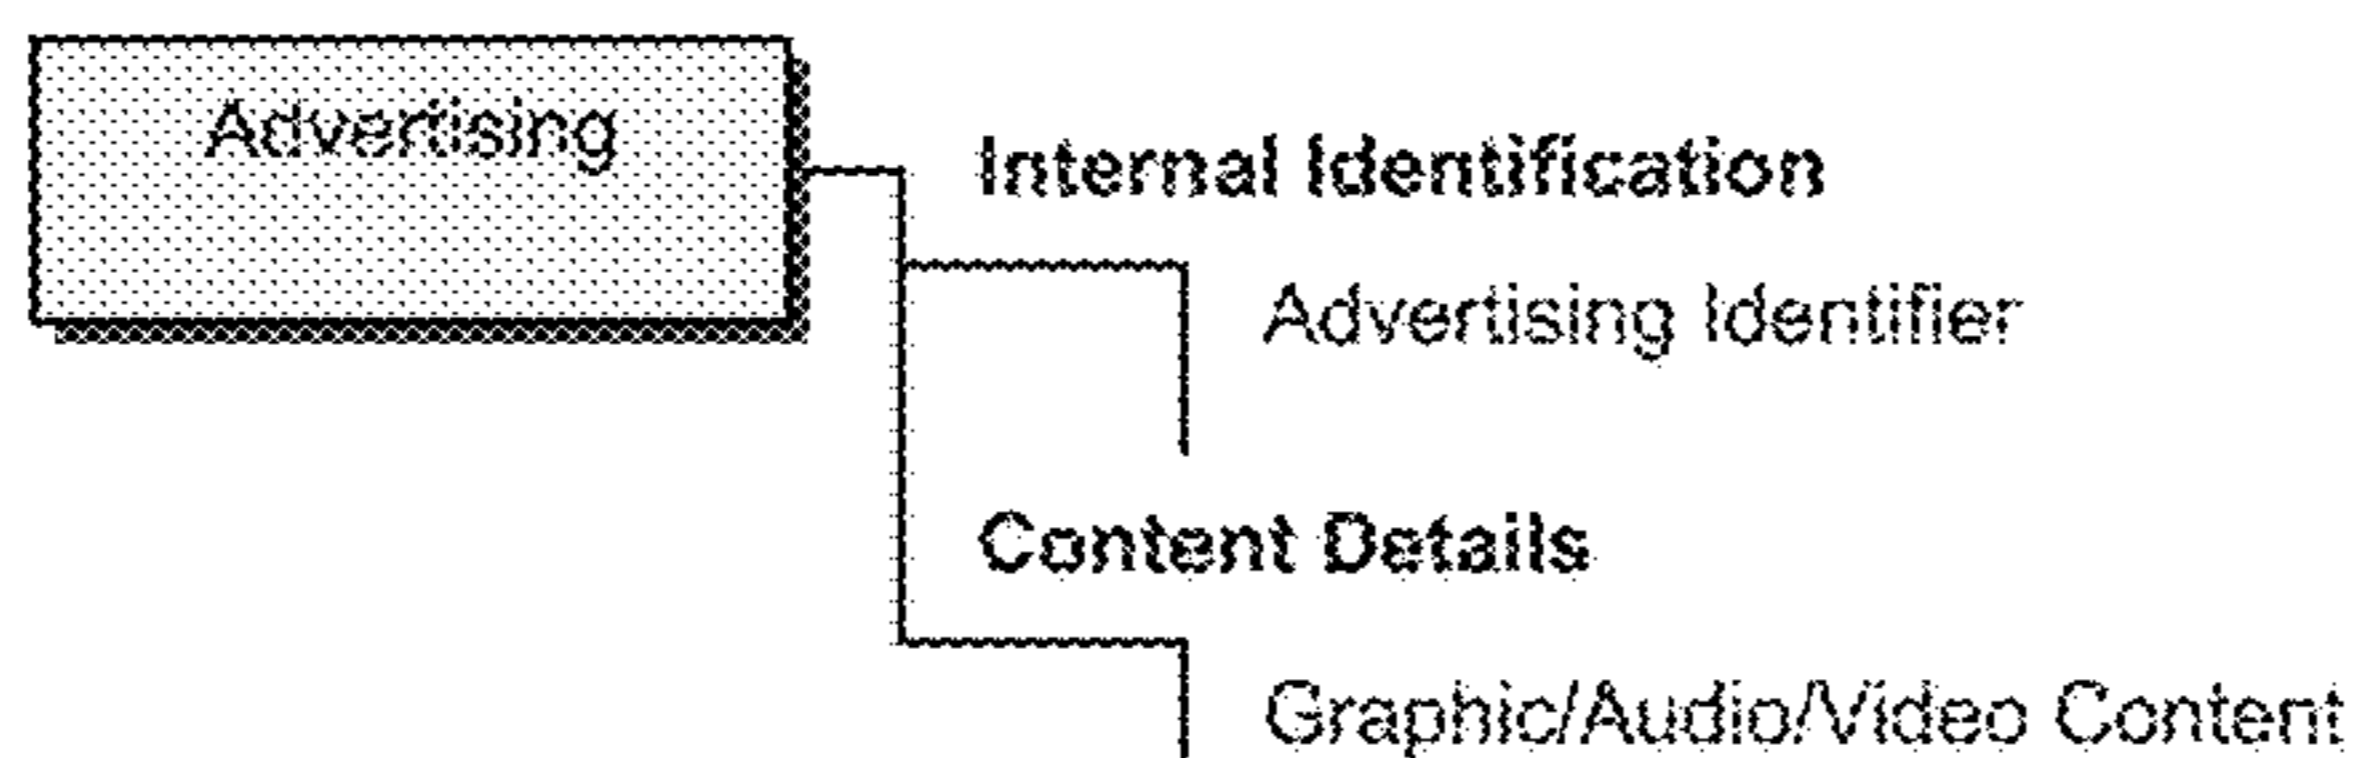 Advertising
Internal Identification
Advertising Identifier
Content Details
Graphic/Audio/Video Content